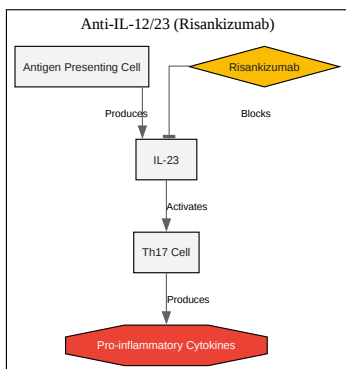 Anti-IL-12/23 (Risankizumab)
Antigen Presenting Cell
Risankizumab
Produces
Blocks
IL-23
Activates
Th17 Cell
Produces
Pro-inflammatory Cytokines